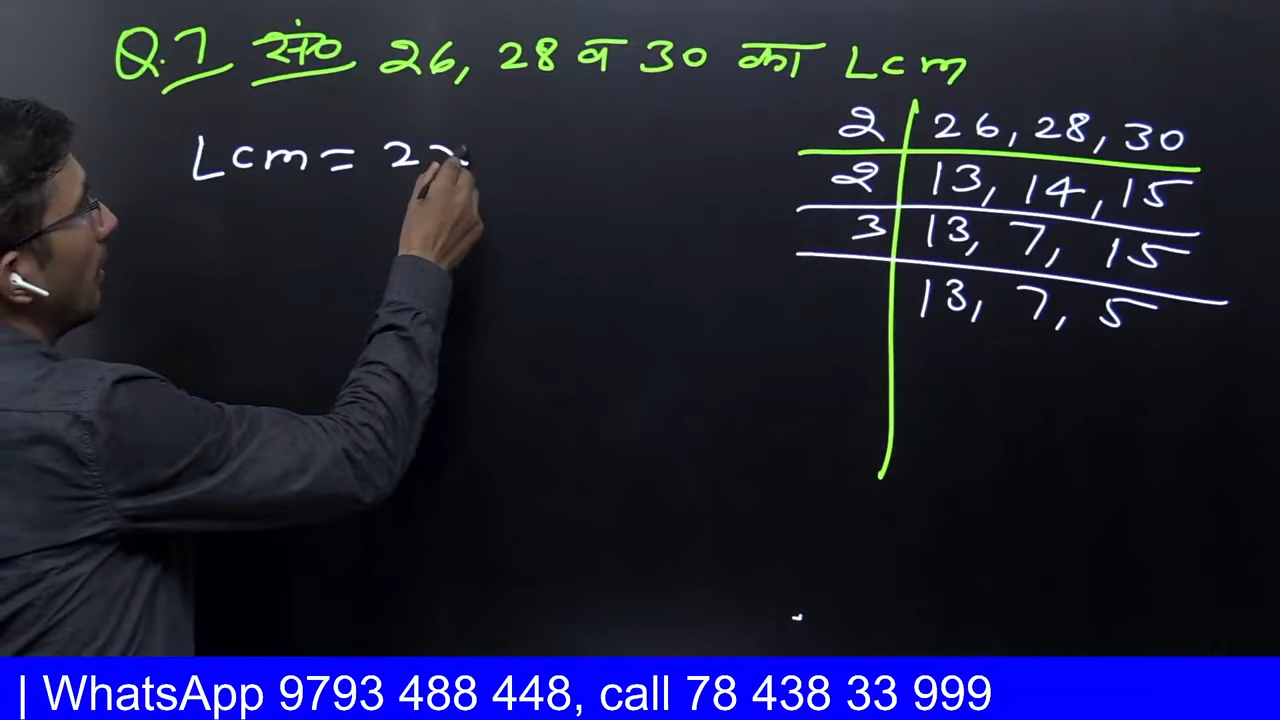 Q.7 सं० 26, 28 व 30 का Lcm
Lcm = 2×
2 | 26, 28, 30
2 | 13, 14, 15
3 | 13, 7, 15
13, 7, 5
| WhatsApp 9793 488 448, call 78 438 33 999